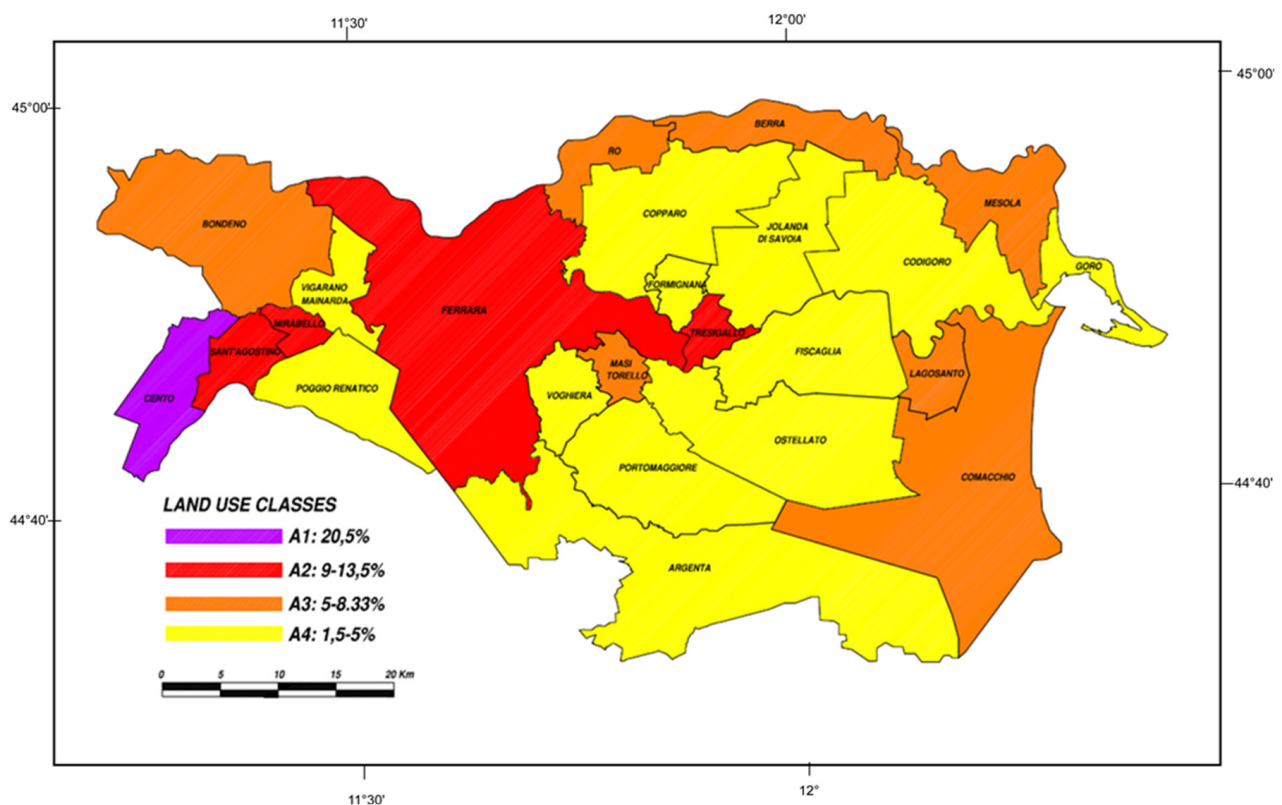 11°30'
12°00'
45°00'
45°00'
BERRA
RO
BONDENO
COPPARO
MESOLA
JOLANDA
DI SAVOIA
CODIGORO
GORO
VIGARANO
MAINARDA
FORMIGNANA
FERRARA
MIRABELLO
TRESIGALLO
SANT'AGOSTINO
FISCAGLIA
MASI
TORELLO
LAGOSANTO
POGGIO RENATICO
VOGHIERA
CENTO
OSTELLATO
PORTOMAGGIORE
COMACCHIO
44°40'
44°40'
ARGENTA
LAND USE CLASSES
A1: 20,5%
A2: 9-13,5%
A3: 5-8.33%
A4: 1,5-5%
0 5 10 15 20 Km
11°30'
12°